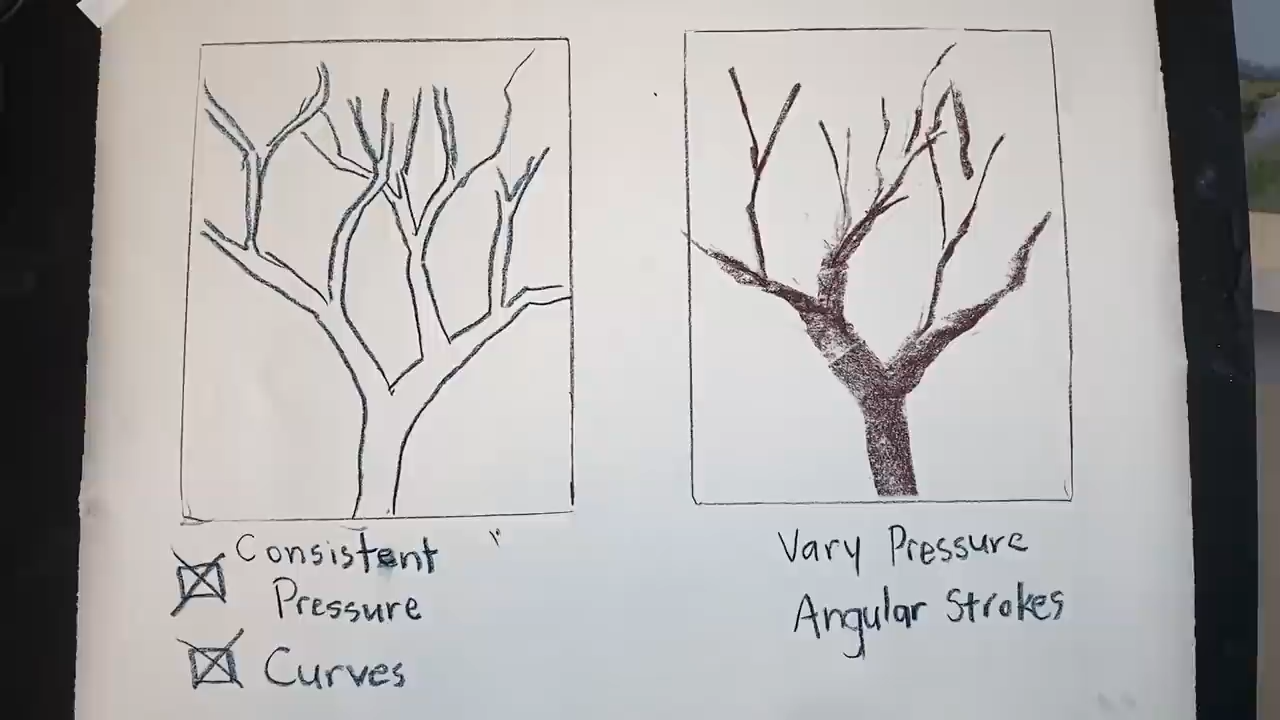 Consistent
Pressure
Curves
Vary Pressure
Angular Strokes